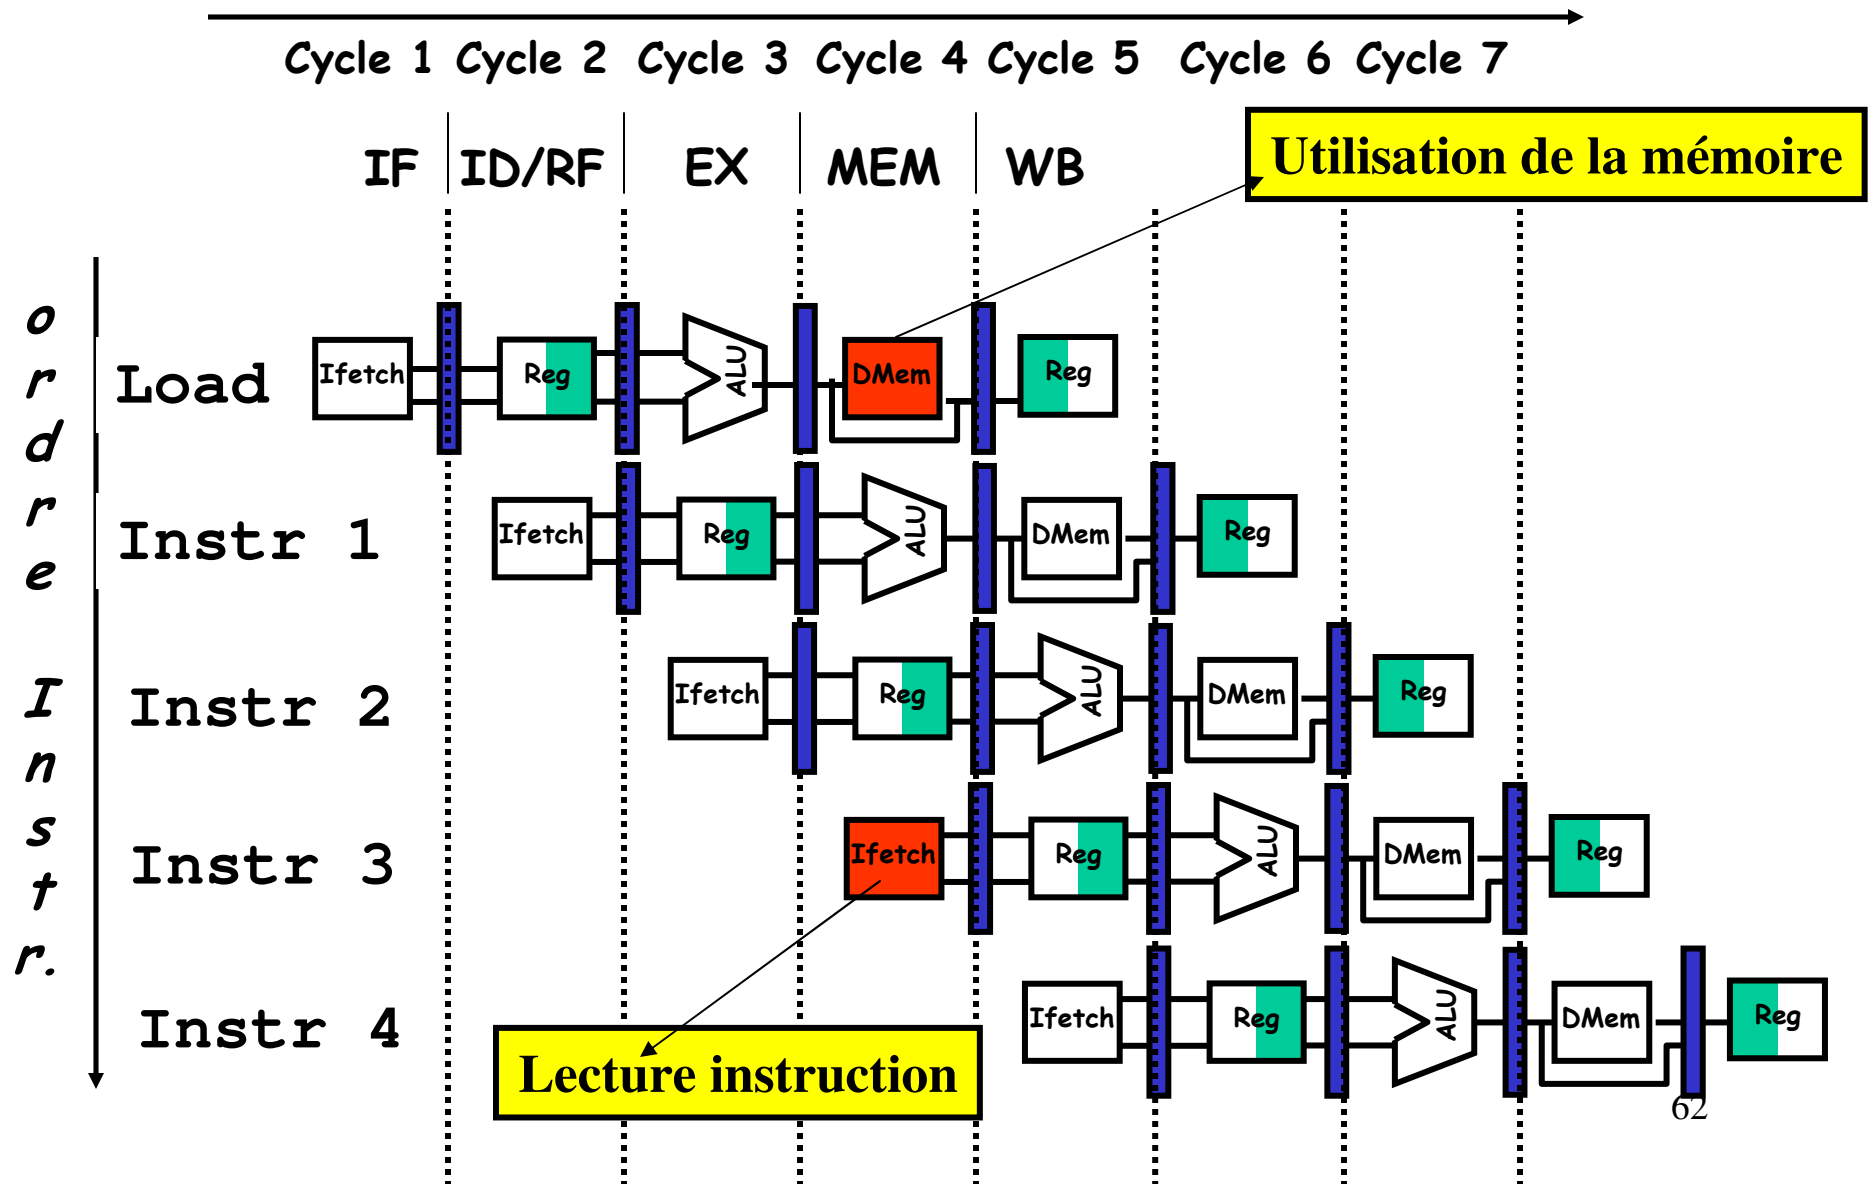 Cycle 1 Cycle 2 Cycle 3 Cycle 4 Cycle 5 Cycle 6 Cycle 7
IF ID/RF EX MEM WB
Utilisation de la mémoire
ordre Instr.
Load Ifetch Reg ALU DMem Reg
Instr 1 Ifetch Reg ALU DMem Reg
Instr 2 Ifetch Reg ALU DMem Reg
Instr 3 Ifetch Reg ALU DMem Reg
Instr 4 Ifetch Reg ALU DMem Reg
Lecture instruction
62